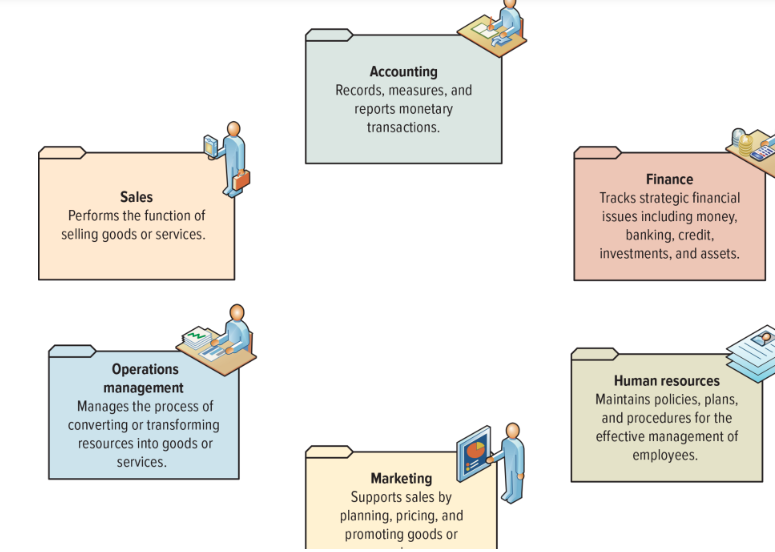 Accounting
Records, measures, and
reports monetary
transactions.
Sales
Performs the function of
selling goods or services.
Finance
Tracks strategic financial
issues including money,
banking, credit,
investments, and assets.
Operations
management
Manages the process of
converting or transforming
resources into goods or
services.
Human resources
Maintains policies, plans,
and procedures for the
effective management of
employees.
Marketing
Supports sales by
planning, pricing, and
promoting goods or